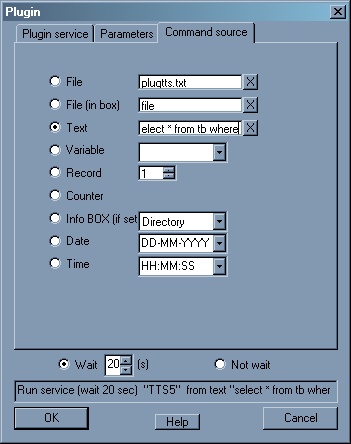 Plugin
Plugin service Parameters Command source
File plugtts.txt X
File (in box) file X
Text elect * from tb where X
Variable
Record 1
Counter
Info BOX (if set Directory
Date DD-MM-YYYY
Time HH:MM:SS
Wait 20 (s) Not wait
Run service (wait 20 sec) "TTS5" from text "select * from tb wher
OK Help Cancel